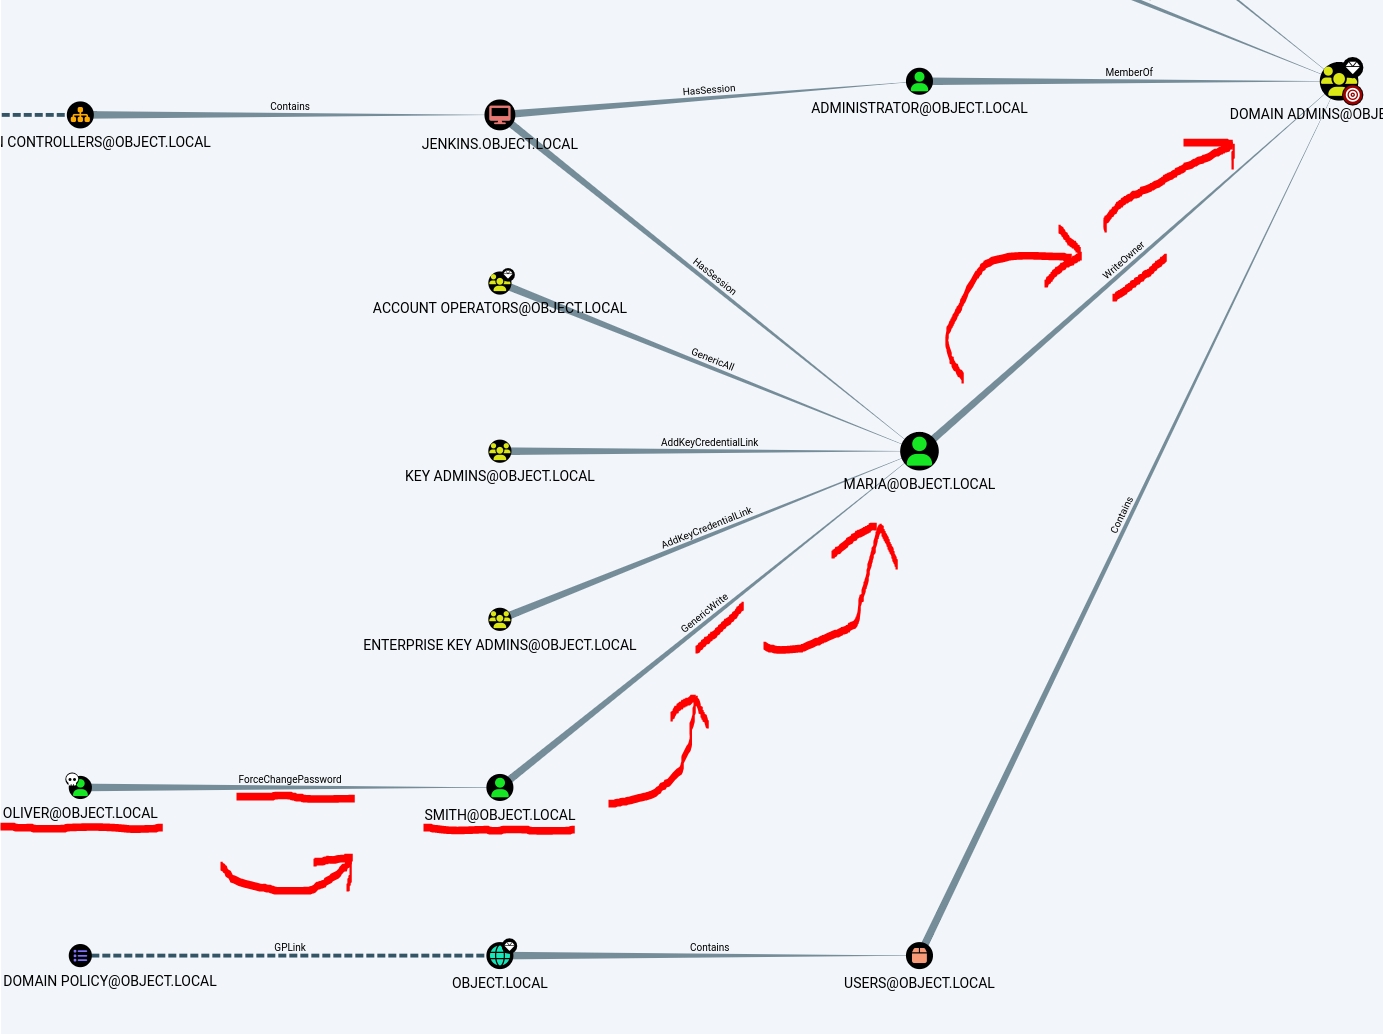 MemberOf
HasSession
ADMINISTRATOR@OBJECT.LOCAL
Contains
DOMAIN ADMINS@OBJE
CONTROLLERS@OBJECT.LOCAL
JENKINS.OBJECT.LOCAL
WriteOwner
HasSession
ACCOUNT OPERATORS@OBJECT.LOCAL
GenericAll
AddKeyCredentialLink
KEY ADMINS@OBJECT.LOCAL
MARIA@OBJECT.LOCAL
Contains
AddKeyCredentialLink
GenericWrite
ENTERPRISE KEY ADMINS@OBJECT.LOCAL
ForceChangePassword
OLIVER@OBJECT.LOCAL
SMITH@OBJECT.LOCAL
GPLink
Contains
DOMAIN POLICY@OBJECT.LOCAL
OBJECT.LOCAL
USERS@OBJECT.LOCAL